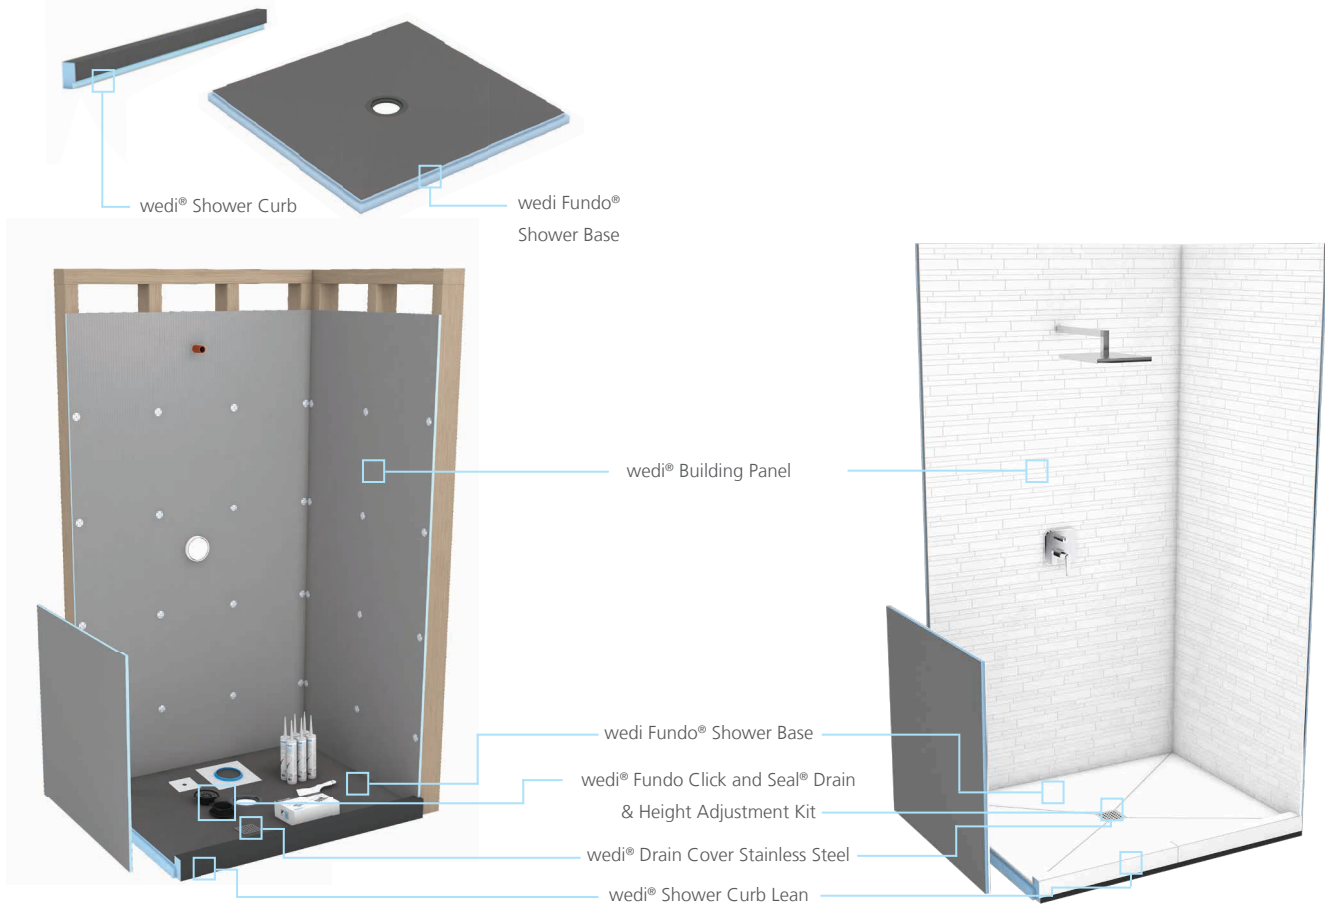 wedi® Shower Curb
wedi Fundo®
Shower Base
wedi® Building Panel
wedi Fundo® Shower Base
wedi® Fundo Click and Seal® Drain
& Height Adjustment Kit
wedi® Drain Cover Stainless Steel
wedi® Shower Curb Lean